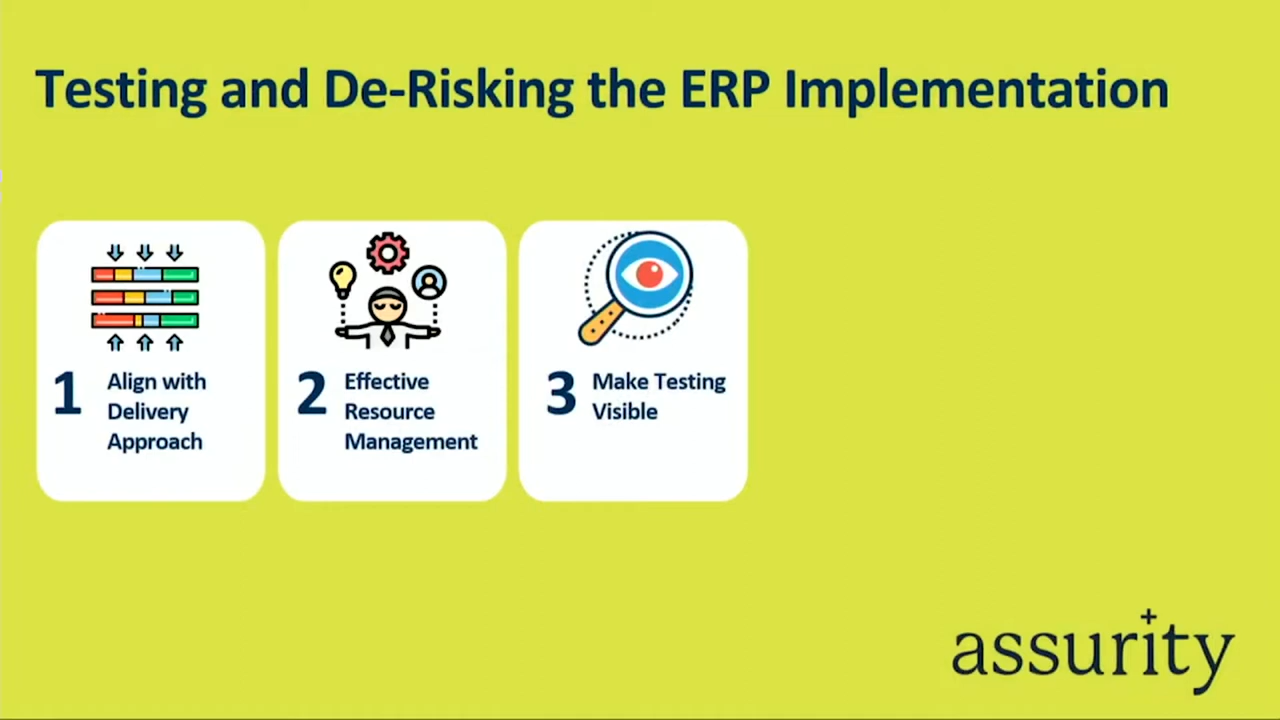 Testing and De-Risking the ERP Implementation
1 Align with
Delivery
Approach
2 Effective
Resource
Management
3 Make Testing
Visible
assurity